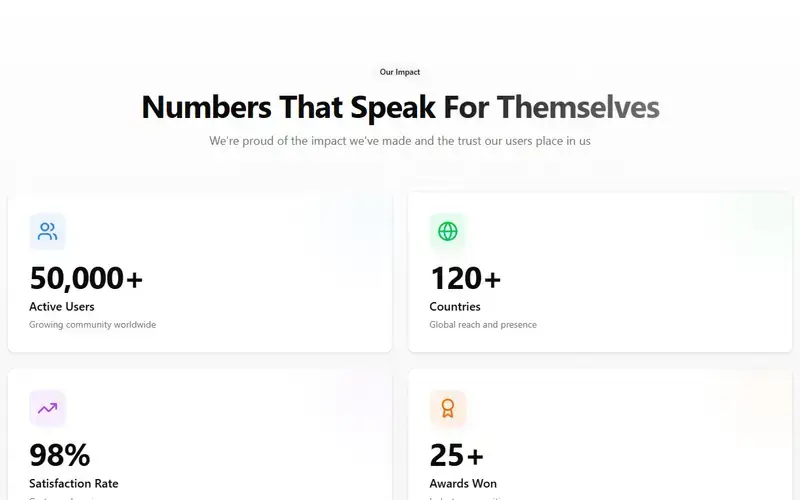 Our Impact
Numbers That Speak For Themselves
We're proud of the impact we've made and the trust our users place in us
50,000+
Active Users
Growing community worldwide
120+
Countries
Global reach and presence
98%
Satisfaction Rate
25+
Awards Won